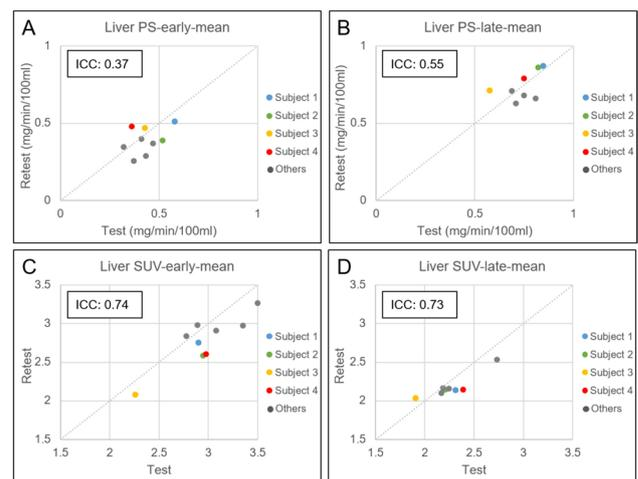 A
Liver PS-early-mean
1
ICC: 0.37
0.5
0
0
0.5
1
Retest (mg/min/100ml)
Test (mg/min/100ml)
Subject 1
Subject 2
Subject 3
Subject 4
Others
B
Liver PS-late-mean
1
ICC: 0.55
0.5
0
0
0.5
1
Retest (mg/min/100ml)
Test (mg/min/100ml)
Subject 1
Subject 2
Subject 3
Subject 4
Others
C
Liver SUV-early-mean
3.5
ICC: 0.74
3
2.5
2
1.5
1.5
2
2.5
3
3.5
Retest
Test
Subject 1
Subject 2
Subject 3
Subject 4
Others
D
Liver SUV-late-mean
3.5
ICC: 0.73
3
2.5
2
1.5
1.5
2
2.5
3
3.5
Retest
Test
Subject 1
Subject 2
Subject 3
Subject 4
Others